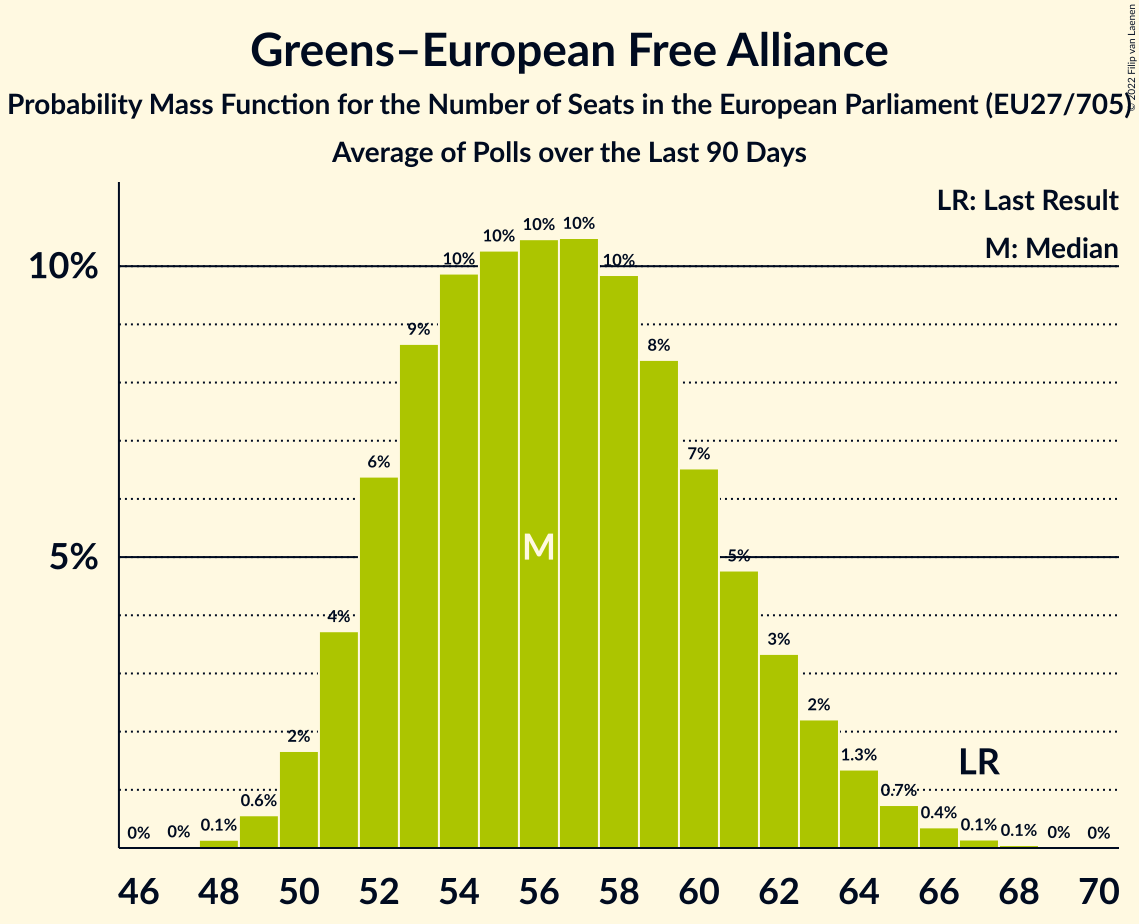 Greens–European Free Alliance
Probability Mass Function for the Number of Seats in the European Parliament (EU27/705)
Average of Polls over the Last 90 Days
© 2022 Filip van Laenen
LR: Last Result
M: Median
10%
5%
0% 0% 0.1% 0.6% 2% 4% 6% 9% 10% 10% 10% 10% 10% 8% 7% 5% 3% 2% 1.3% 0.7% 0.4% 0.1% 0.1% 0% 0%
M
LR
46 48 50 52 54 56 58 60 62 64 66 68 70